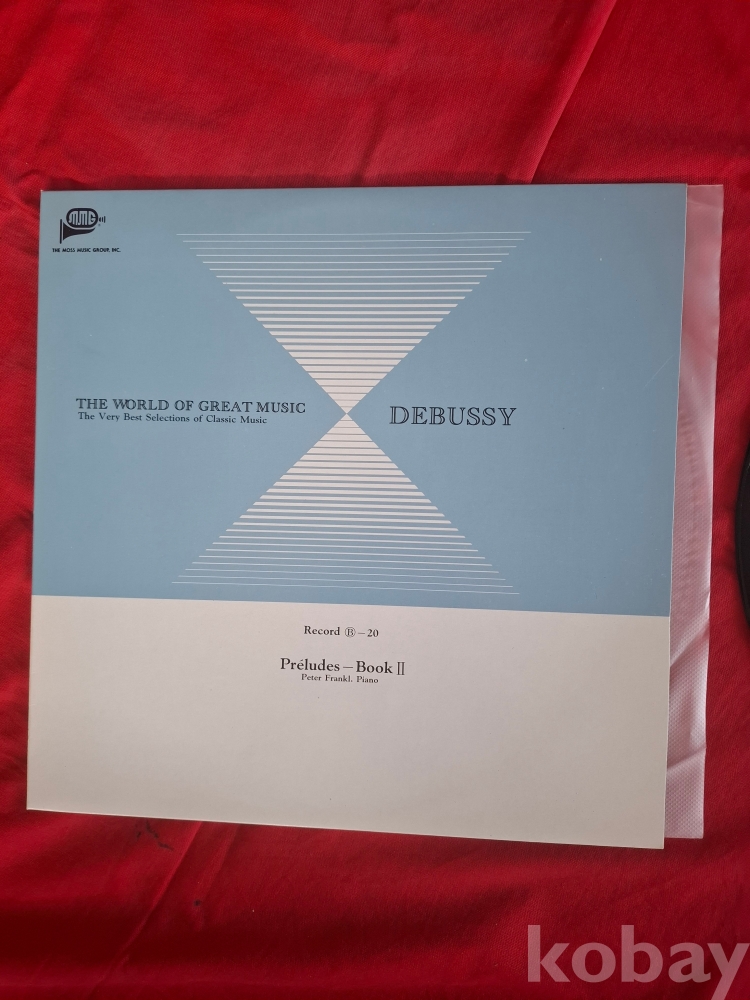 MMG
THE MOSS MUSIC GROUP, INC.
THE WORLD OF GREAT MUSIC
The Very Best Selections of Classic Music
DEBUSSY
Record Ⓑ–20
Préludes–Book Ⅱ
Peter Frankl. Piano
kobay